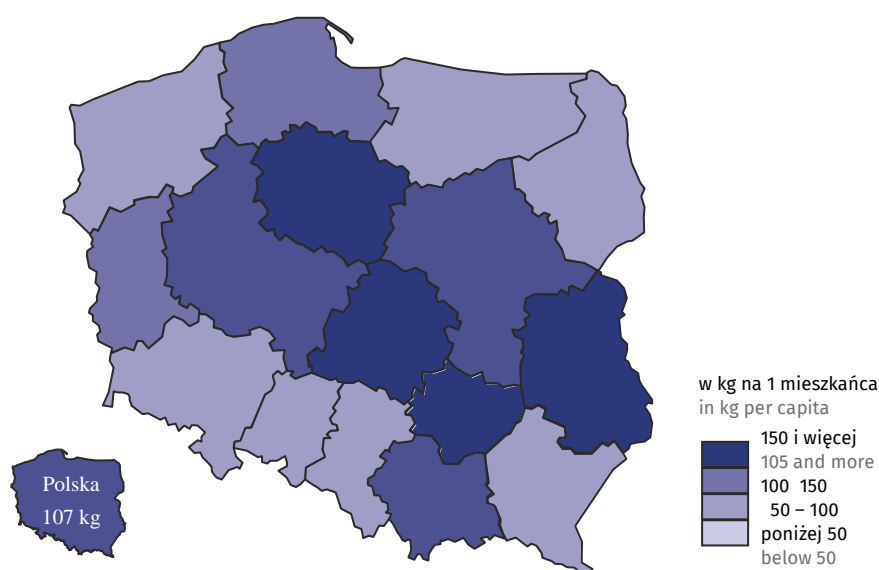 w kg na 1 mieszkańca
in kg per capita
150 i więcej
105 and more
100 150
50 – 100
poniżej 50
below 50
Polska
107 kg